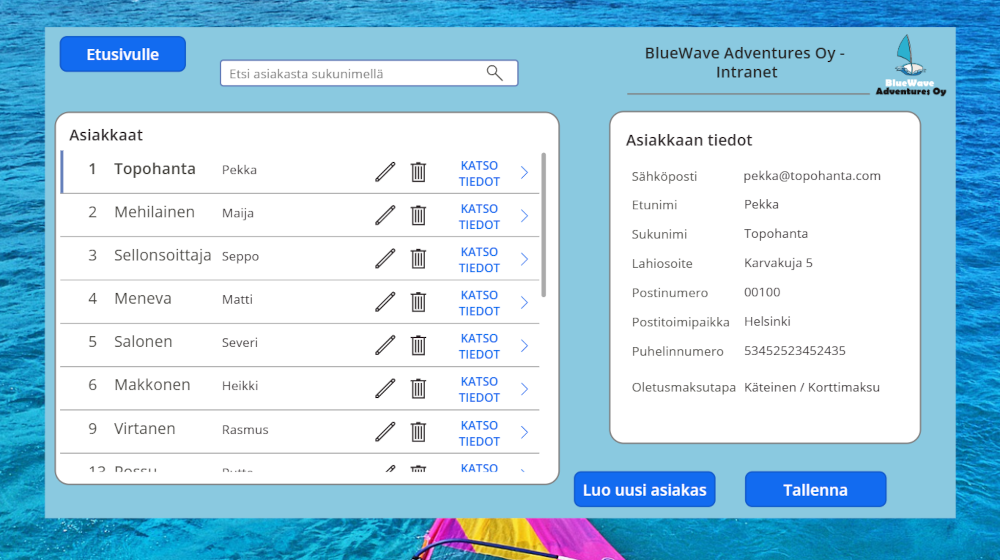 Etusivulle
Etsi asiakasta sukunimellä
BlueWave Adventures Oy -
Intranet
BlueWave
Adventures Oy
Asiakkaat
1 Topohanta Pekka KATSO
TIEDOT
2 Mehilainen Maija KATSO
TIEDOT
3 Sellonsoittaja Seppo KATSO
TIEDOT
4 Meneva Matti KATSO
TIEDOT
5 Salonen Severi KATSO
TIEDOT
6 Makkonen Heikki KATSO
TIEDOT
9 Virtanen Rasmus KATSO
TIEDOT
KATSO
Asiakkaan tiedot
Sähköposti pekka@topohanta.com
Etunimi Pekka
Sukunimi Topohanta
Lahiosoite Karvakuja 5
Postinumero 00100
Postitoimipaikka Helsinki
Puhelinnumero 53452523452435
Oletusmaksutapa Käteinen / Korttimaksu
Luo uusi asiakas
Tallenna